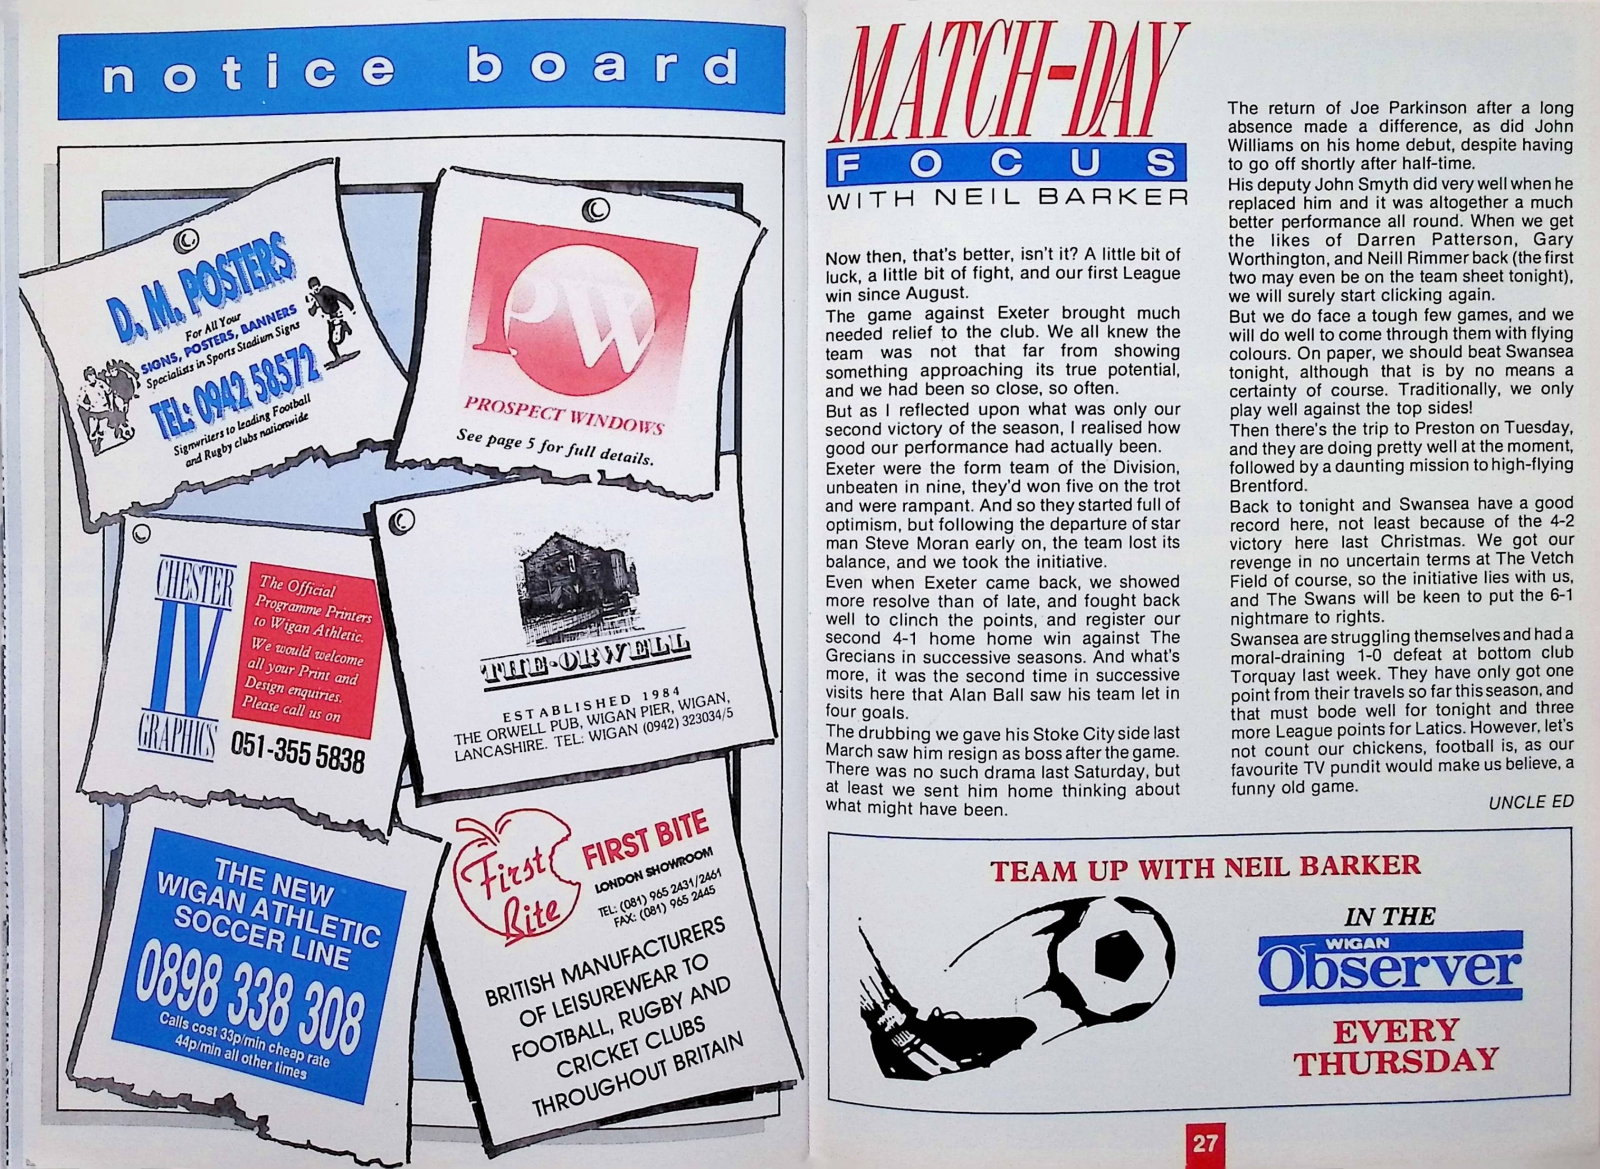 notice board
D. M. POSTERS
For All Your
SIGNS, POSTERS, BANNERS
Specialists in Sports Stadium Signs
TEL: 0942 58572
Signwriters to leading Football
and Rugby clubs nationwide
PW
PROSPECT WINDOWS
See page 5 for full details.
CHESTER
IV
GRAPHICS
The Official
Programme Printers
to Wigan Athletic.
We would welcome
all your Print and
Design enquiries.
Please call us on
051-355 5838
THE·ORWELL
ESTABLISHED 1984
THE ORWELL PUB, WIGAN PIER, WIGAN,
LANCASHIRE. TEL: WIGAN (0942) 323034/5
THE NEW
WIGAN ATHLETIC
SOCCER LINE
0898 338 308
Calls cost 33p/min cheap rate
44p/min all other times
First
Bite
FIRST BITE
LONDON SHOWROOM
TEL: (081) 965 2431/2461
FAX: (081) 965 2445
BRITISH MANUFACTURERS
OF LEISUREWEAR TO
FOOTBALL, RUGBY AND
CRICKET CLUBS
THROUGHOUT BRITAIN
MATCH-DAY
FOCUS
WITH NEIL BARKER
Now then, that's better, isn't it? A little bit of
luck, a little bit of fight, and our first League
win since August.
The game against Exeter brought much
needed relief to the club. We all knew the
team was not that far from showing
something approaching its true potential,
and we had been so close, so often.
But as I reflected upon what was only our
second victory of the season, I realised how
good our performance had actually been.
Exeter were the form team of the Division,
unbeaten in nine, they'd won five on the trot
and were rampant. And so they started full of
optimism, but following the departure of star
man Steve Moran early on, the team lost its
balance, and we took the initiative.
Even when Exeter came back, we showed
more resolve than of late, and fought back
well to clinch the points, and register our
second 4-1 home home win against The
Grecians in successive seasons. And what's
more, it was the second time in successive
visits here that Alan Ball saw his team let in
four goals.
The drubbing we gave his Stoke City side last
March saw him resign as boss after the game.
There was no such drama last Saturday, but
at least we sent him home thinking about
what might have been.
The return of Joe Parkinson after a long
absence made a difference, as did John
Williams on his home debut, despite having
to go off shortly after half-time.
His deputy John Smyth did very well when he
replaced him and it was altogether a much
better performance all round. When we get
the likes of Darren Patterson, Gary
Worthington, and Neill Rimmer back (the first
two may even be on the team sheet tonight),
we will surely start clicking again.
But we do face a tough few games, and we
will do well to come through them with flying
colours. On paper, we should beat Swansea
tonight, although that is by no means a
certainty of course. Traditionally, we only
play well against the top sides!
Then there's the trip to Preston on Tuesday,
and they are doing pretty well at the moment,
followed by a daunting mission to high-flying
Brentford.
Back to tonight and Swansea have a good
record here, not least because of the 4-2
victory here last Christmas. We got our
revenge in no uncertain terms at The Vetch
Field of course, so the initiative lies with us,
and The Swans will be keen to put the 6-1
nightmare to rights.
Swansea are struggling themselves and had a
moral-draining 1-0 defeat at bottom club
Torquay last week. They have only got one
point from their travels so far this season, and
that must bode well for tonight and three
more League points for Latics. However, let's
not count our chickens, football is, as our
favourite TV pundit would make us believe, a
funny old game.
UNCLE ED
TEAM UP WITH NEIL BARKER
IN THE
WIGAN
Observer
EVERY
THURSDAY
27